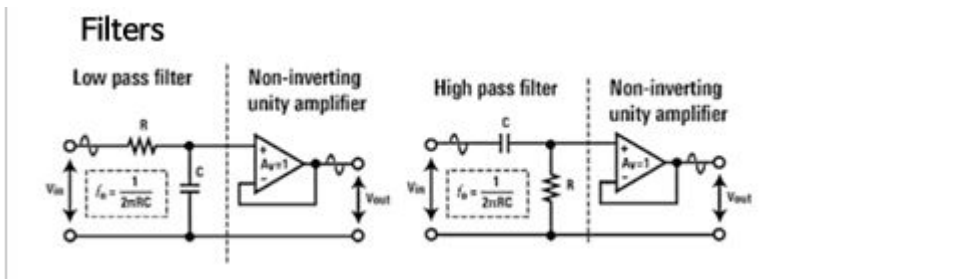 Filters
Low pass filter
Non-inverting
unity amplifier
R
+
Av=1
-
C
Vin
fo = 1
2πRC
Vout
High pass filter
Non-inverting
unity amplifier
C
+
Av=1
-
R
Vin
fo = 1
2πRC
Vout